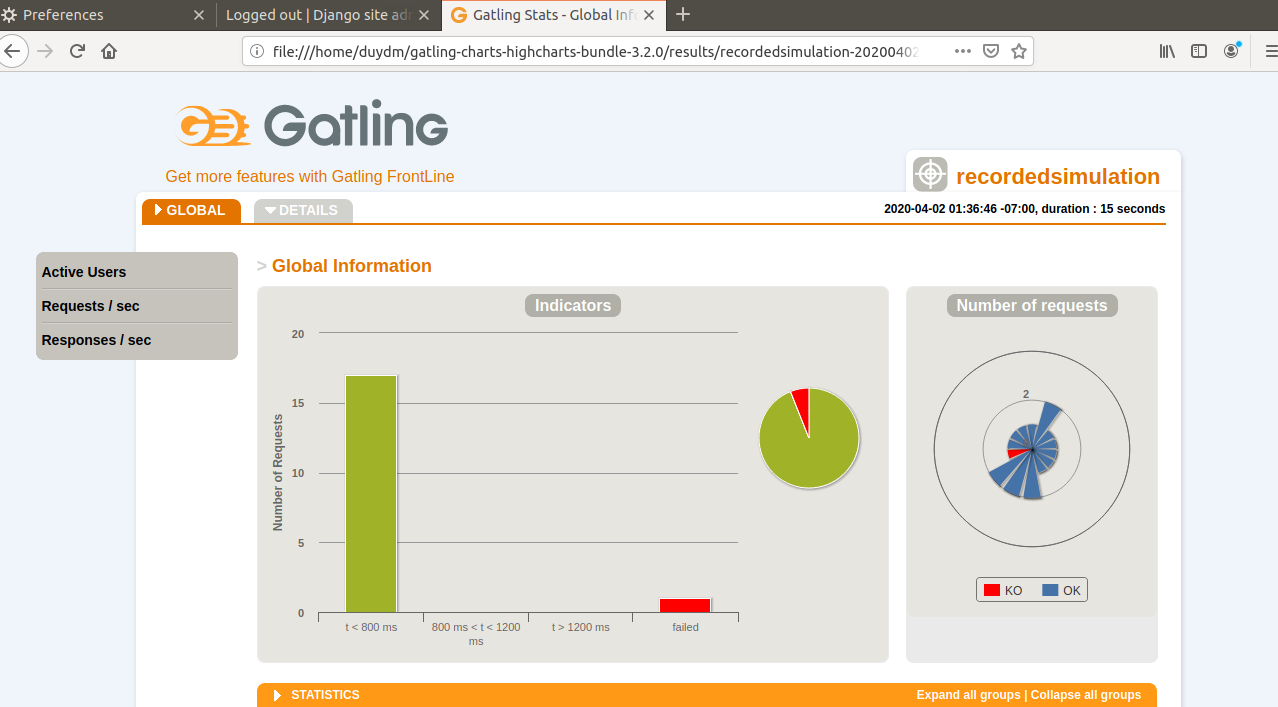 Preferences
Logged out | Django site adm
Gatling Stats - Global Info
file:///home/duydm/gatling-charts-highcharts-bundle-3.2.0/results/recordedsimulation-20200402
Gatling
Get more features with Gatling FrontLine
recordedsimulation
GLOBAL
DETAILS
2020-04-02 01:36:46 -07:00, duration : 15 seconds
Active Users
Requests / sec
Responses / sec
> Global Information
Indicators
Number of Requests
20
15
10
5
0
t < 800 ms
800 ms < t < 1200
ms
t > 1200 ms
failed
Number of requests
2
KO
OK
STATISTICS
Expand all groups | Collapse all groups